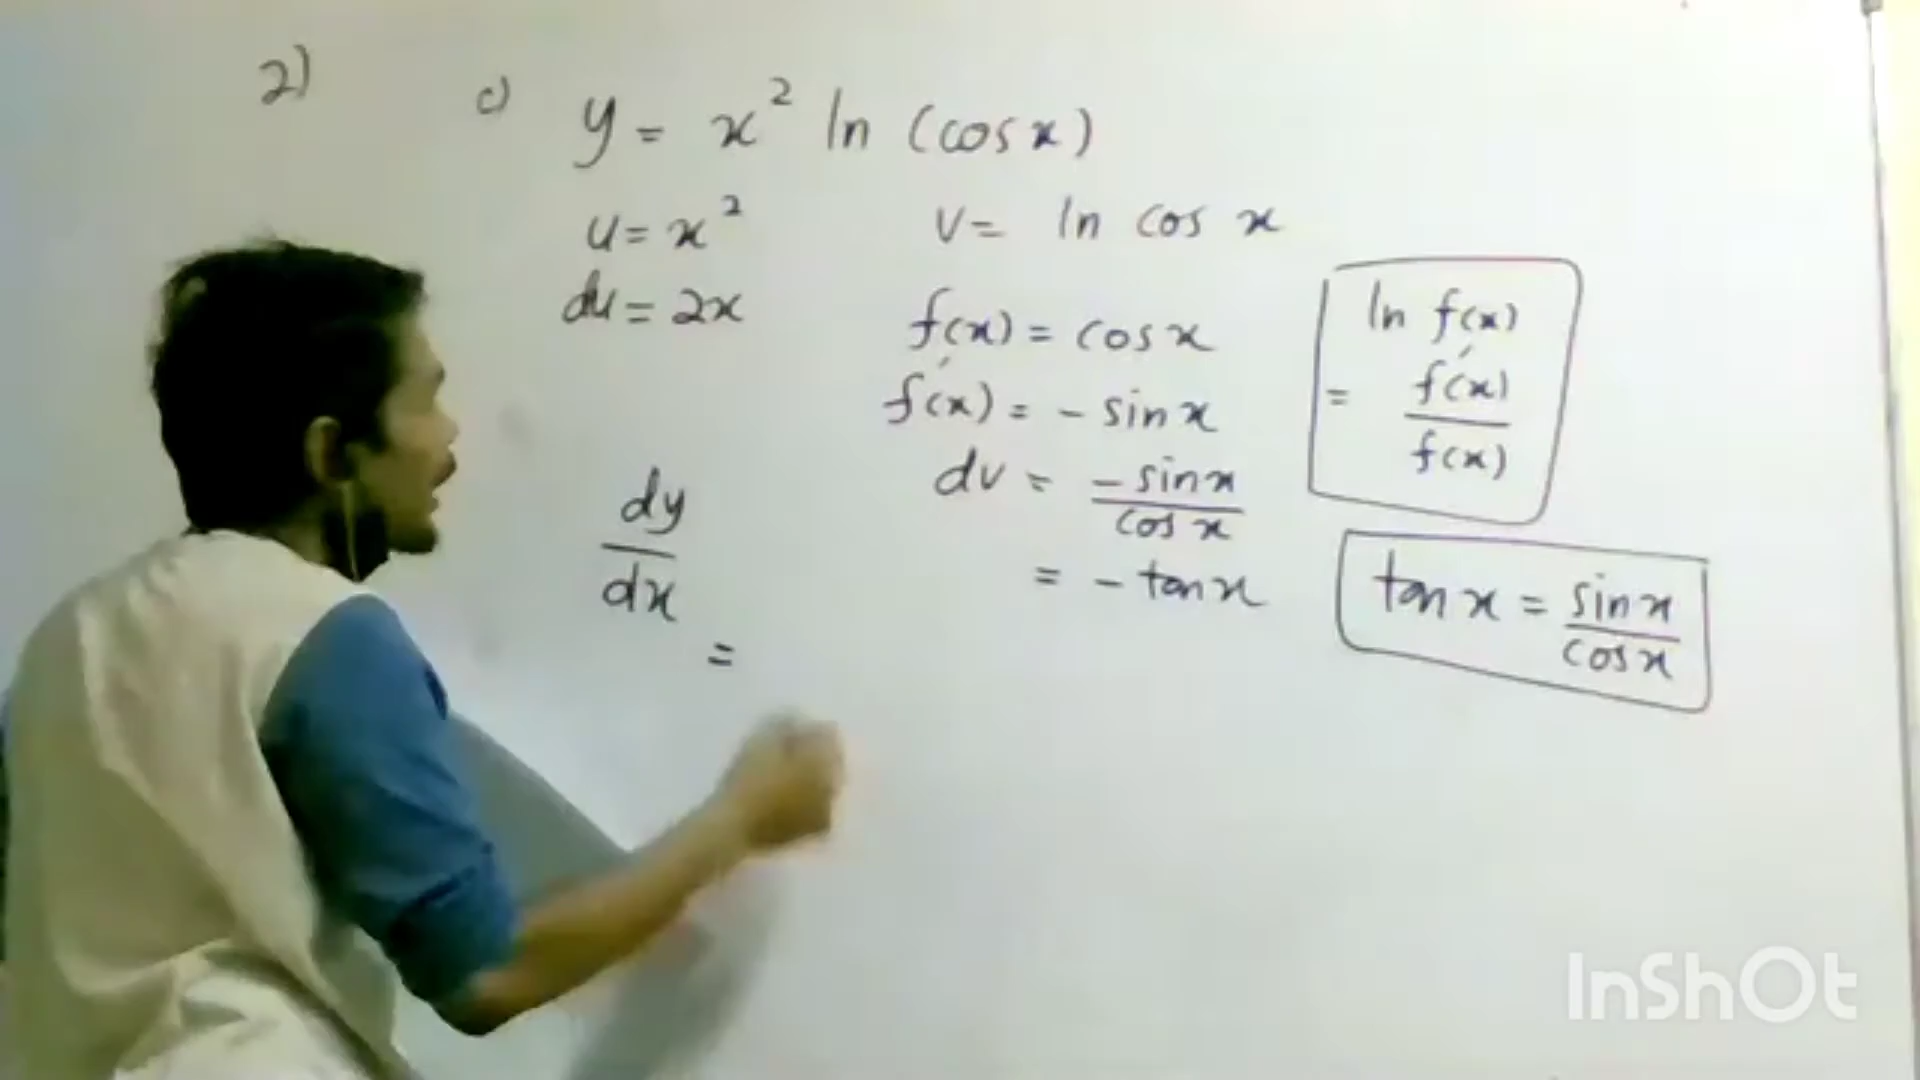 2) c) y = x² ln (cos x)
u = x² v = ln cos x
du = 2x
f(x) = cos x
f'(x) = - sin x
dv = - sin x / cos x
= - tan x
ln f(x)
= f'(x) / f(x)
tan x = sin x / cos x
dy / dx =
InShOt